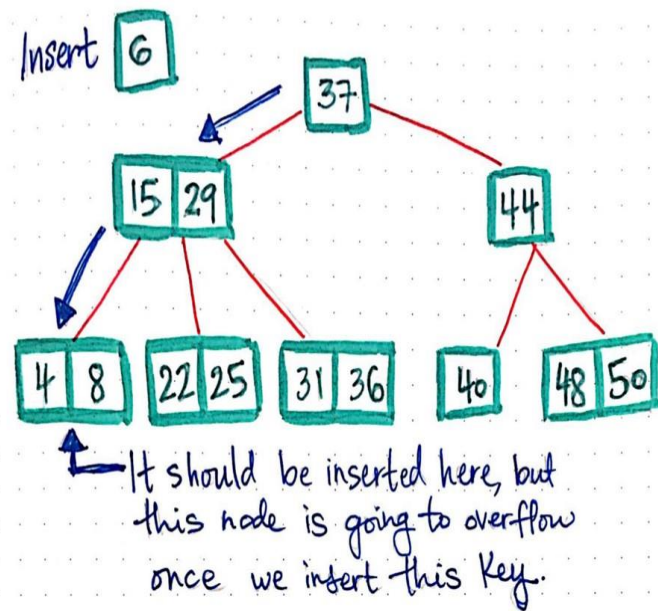 Insert 6
37
15 29
44
4 8 22 25 31 36 40 48 50
It should be inserted here, but
this node is going to overflow
once we insert this Key.